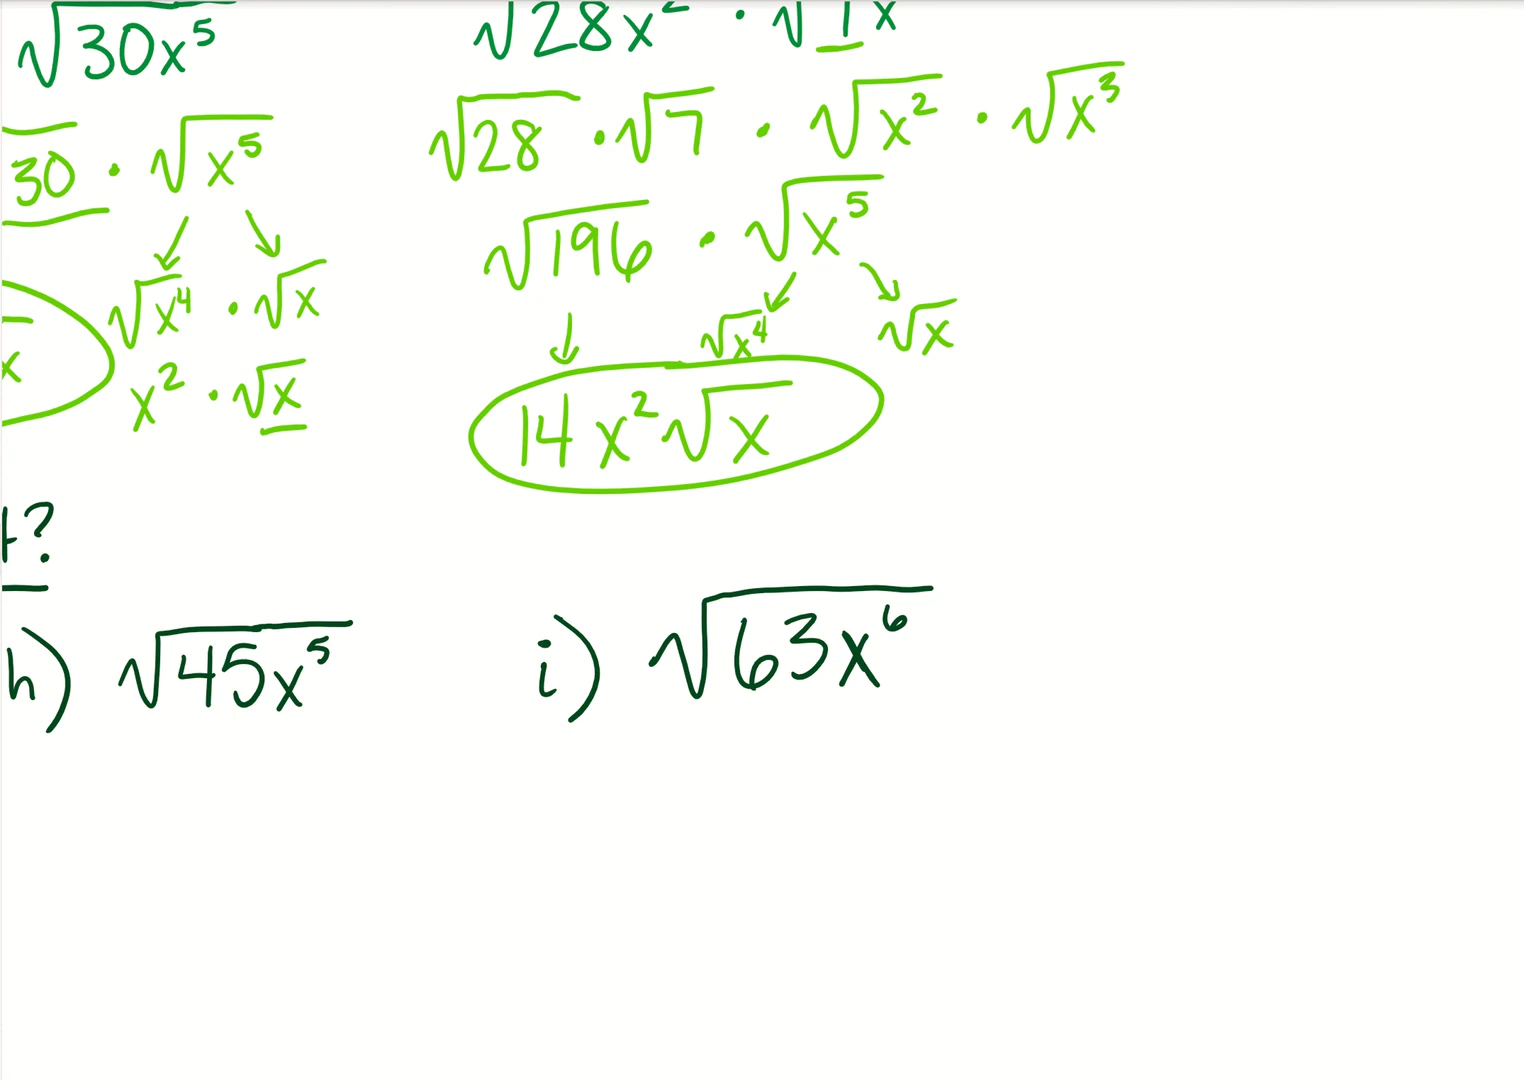 √30x⁵
√28x² · √7x
30 · √x⁵
√28 · √7 · √x² · √x³
√x⁴ · √x
√196 · √x⁵
x² · √x
√x⁴ √x
x
14x²√x
t?
h) √45x⁵
i) √63x⁶